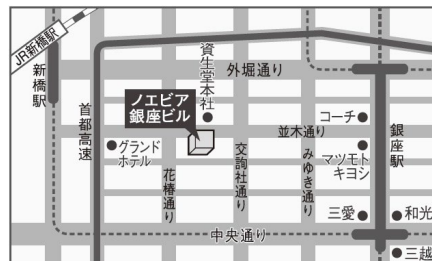 JR新橋駅
新橋駅
首都高速
資生堂本社
外堀通り
ノエビア
銀座ビル
コーチ
並木通り
銀座駅
グランド
ホテル
花椿通り
交詢社通り
みゆき通り
マツモト
キヨシ
三愛
和光
中央通り
三越